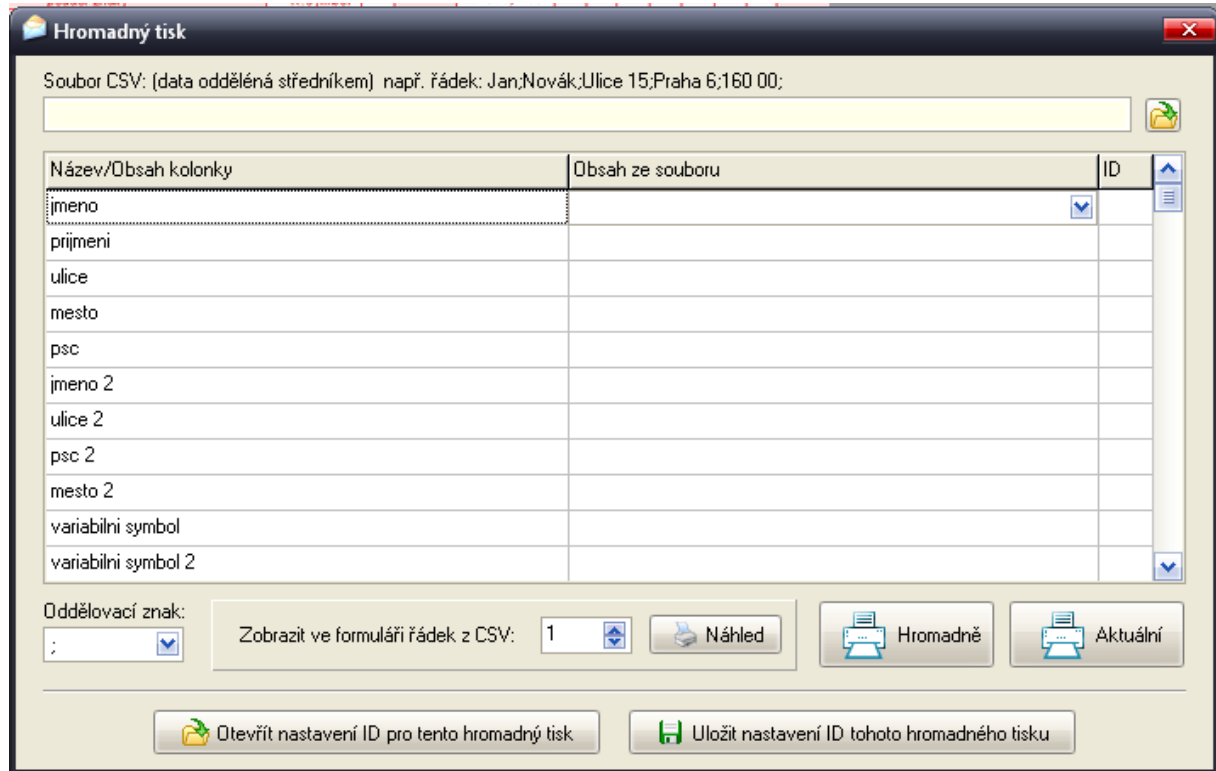 Hromadný tisk
Soubor CSV: (data odděléná středníkem) např. řádek: Jan;Novák;Ulice 15;Praha 6;160 00;
Název/Obsah kolonky Obsah ze souboru ID
jmeno
prijmeni
ulice
mesto
psc
jmeno 2
ulice 2
psc 2
mesto 2
variabilni symbol
variabilni symbol 2
Oddělovací znak:
; Zobrazit ve formuláři řádek z CSV: 1 Náhled Hromadně Aktuální
Otevřít nastavení ID pro tento hromadný tisk Uložit nastavení ID tohoto hromadného tisku